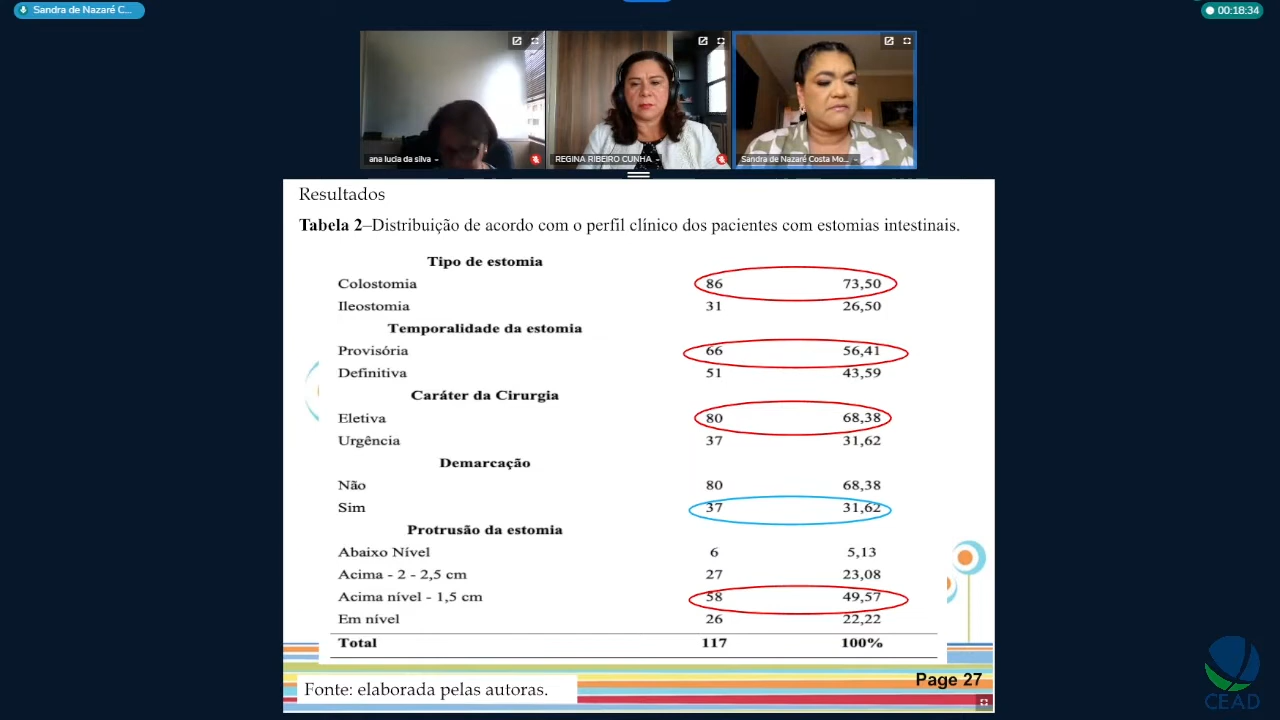 Sandra de Nazaré C...
00:18:34
ana lucia da silva
REGINA RIBEIRO CUNHA
Sandra de Nazaré Costa Mo...
Resultados
Tabela 2–Distribuição de acordo com o perfil clínico dos pacientes com estomias intestinais.
Tipo de estomia
Colostomia 86 73,50
Ileostomia 31 26,50
Temporalidade da estomia
Provisória 66 56,41
Definitiva 51 43,59
Caráter da Cirurgia
Eletiva 80 68,38
Urgência 37 31,62
Demarcação
Não 80 68,38
Sim 37 31,62
Protrusão da estomia
Abaixo Nível 6 5,13
Acima - 2 - 2,5 cm 27 23,08
Acima nível - 1,5 cm 58 49,57
Em nível 26 22,22
Total 117 100%
Page 27
Fonte: elaborada pelas autoras.
CEAD